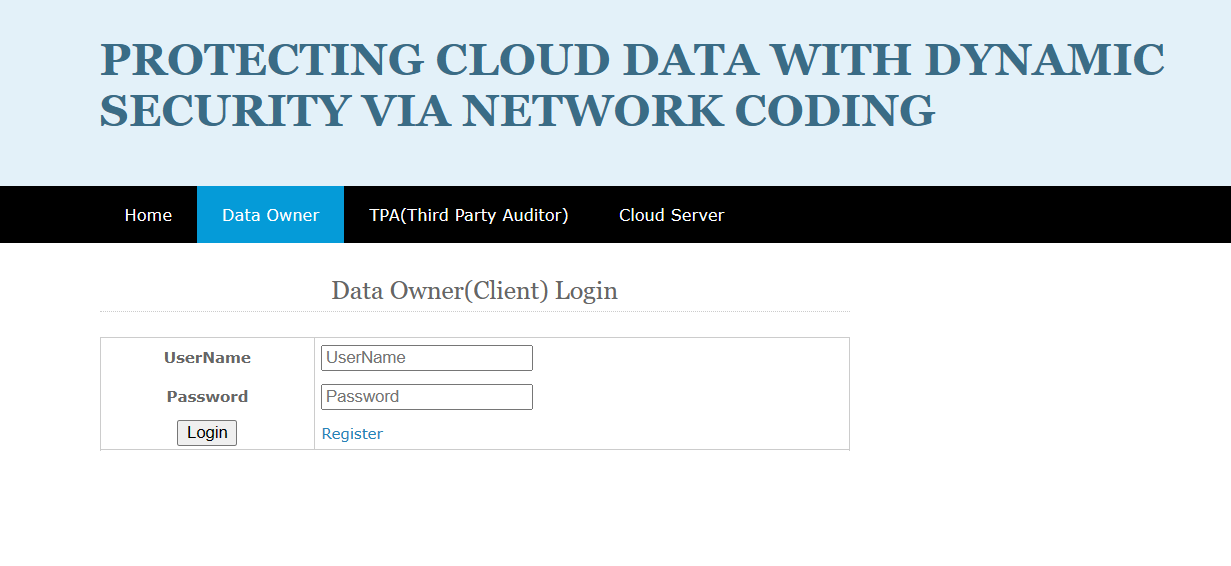 PROTECTING CLOUD DATA WITH DYNAMIC
SECURITY VIA NETWORK CODING
Home Data Owner TPA(Third Party Auditor) Cloud Server
Data Owner(Client) Login
UserName UserName
Password Password
Login Register